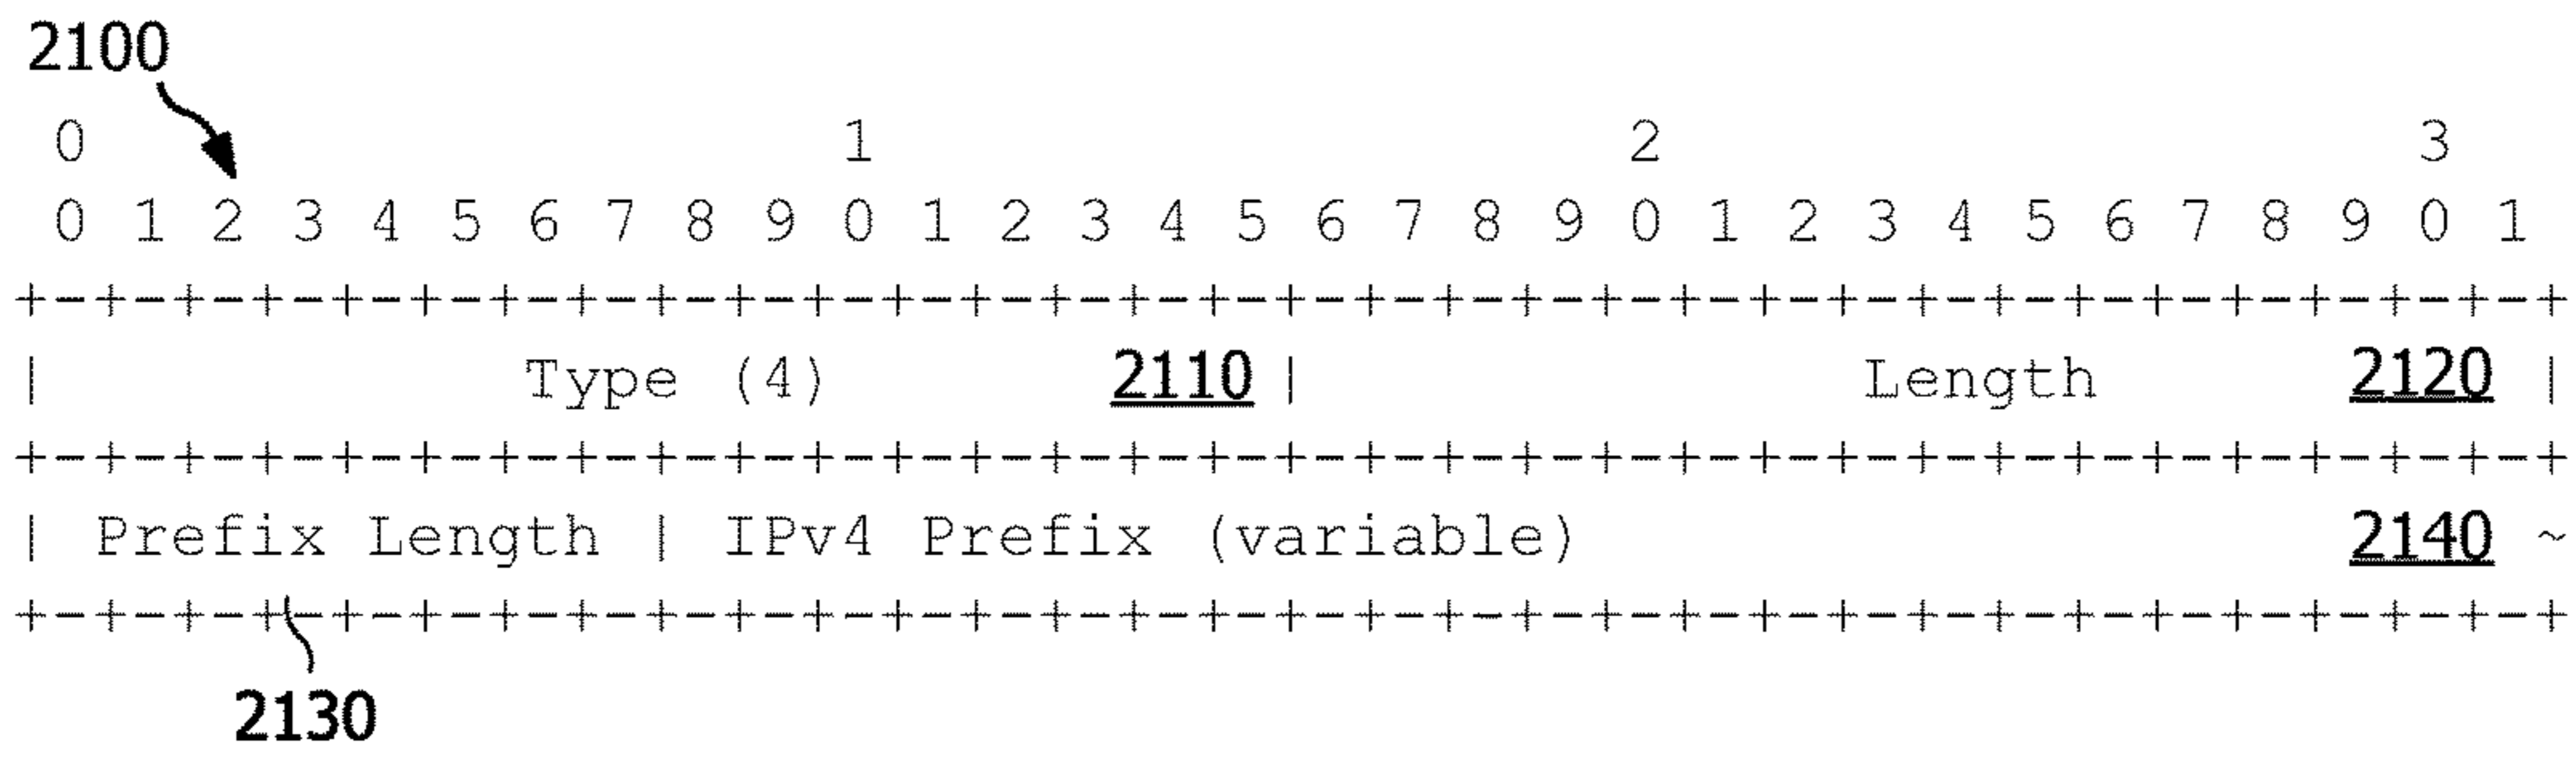 2100
0 1 2 3
0 1 2 3 4 5 6 7 8 9 0 1 2 3 4 5 6 7 8 9 0 1 2 3 4 5 6 7 8 9 0 1
+-+-+-+-+-+-+-+-+-+-+-+-+-+-+-+-+-+-+-+-+-+-+-+-+-+-+-+-+-+-+-+-+
| Type (4) 2110 | Length 2120 |
+-+-+-+-+-+-+-+-+-+-+-+-+-+-+-+-+-+-+-+-+-+-+-+-+-+-+-+-+-+-+-+-+
| Prefix Length | IPv4 Prefix (variable) 2140 ~
+-+-+-+-+-+-+-+-+-+-+-+-+-+-+-+-+-+-+-+-+-+-+-+-+-+-+-+-+-+-+-+-+
2130